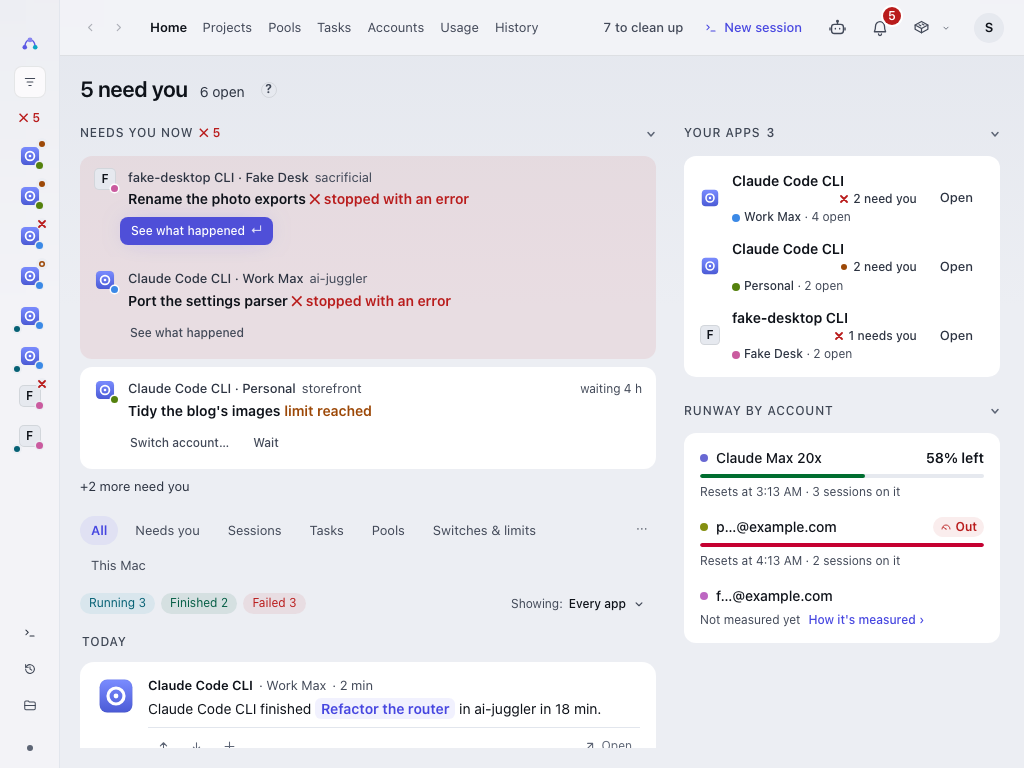 Home Projects Pools Tasks Accounts Usage History 7 to clean up New session 5 S
5 need you 6 open ?
5
NEEDS YOU NOW 5
F fake-desktop CLI · Fake Desk sacrificial
Rename the photo exports stopped with an error
See what happened
Claude Code CLI · Work Max ai-juggler
Port the settings parser stopped with an error
See what happened
Claude Code CLI · Personal storefront waiting 4 h
Tidy the blog's images limit reached
Switch account… Wait
+2 more need you
All Needs you Sessions Tasks Pools Switches & limits
This Mac
Running 3 Finished 2 Failed 3 Showing: Every app
TODAY
Claude Code CLI · Work Max · 2 min
Claude Code CLI finished Refactor the router in ai-juggler in 18 min.
Open
YOUR APPS 3
Claude Code CLI
2 need you Open
Work Max · 4 open
Claude Code CLI
2 need you Open
Personal · 2 open
fake-desktop CLI
F 1 needs you Open
Fake Desk · 2 open
RUNWAY BY ACCOUNT
Claude Max 20x 58% left
Resets at 3:13 AM · 3 sessions on it
p...@example.com Out
Resets at 4:13 AM · 2 sessions on it
f...@example.com
Not measured yet How it's measured ›
F
F